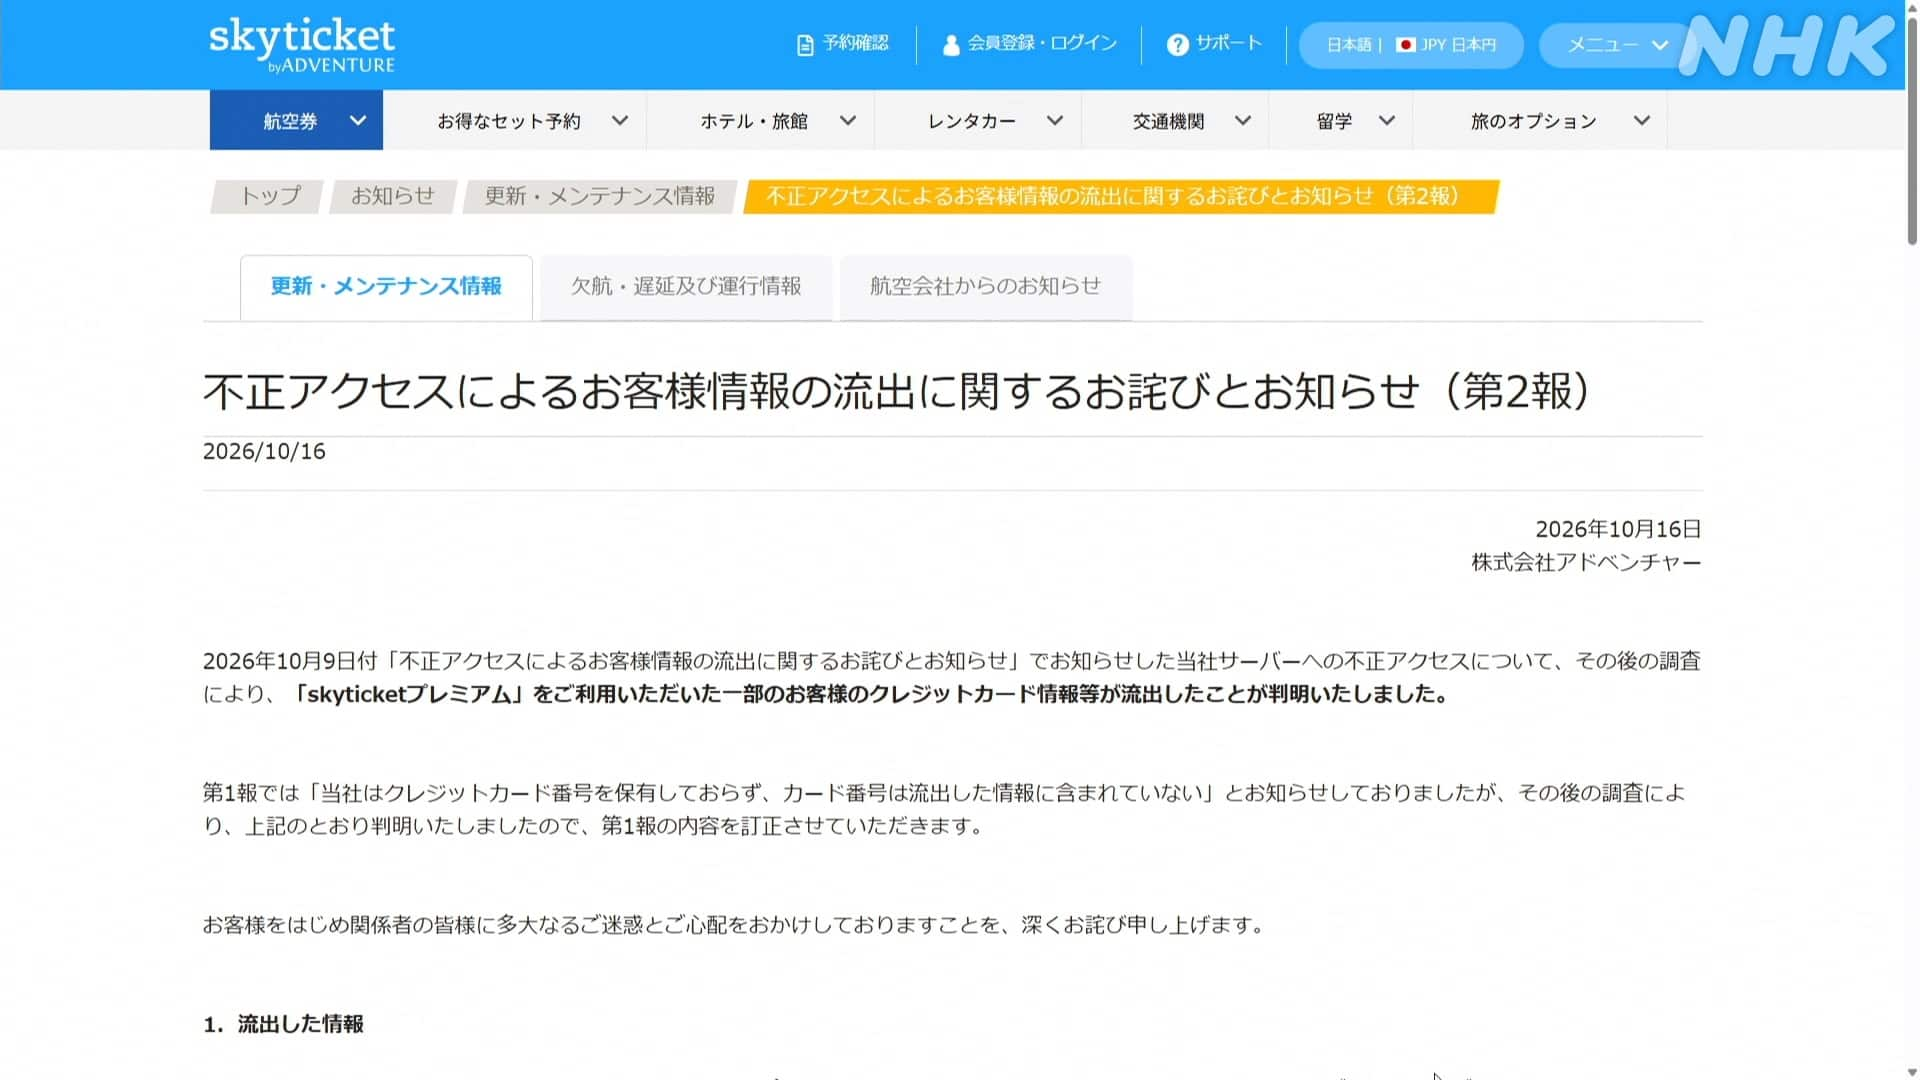 skyticket
byADVENTURE
予約確認
会員登録・ログイン
サポート
日本語 | JPY 日本円
メニュー
NHK
航空券
お得なセット予約
ホテル・旅館
レンタカー
交通機関
留学
旅のオプション
トップ
お知らせ
更新・メンテナンス情報
不正アクセスによるお客様情報の流出に関するお詫びとお知らせ（第2報）
更新・メンテナンス情報
欠航・遅延及び運行情報
航空会社からのお知らせ
不正アクセスによるお客様情報の流出に関するお詫びとお知らせ（第2報）
2026/10/16
2026年10月16日
株式会社アドベンチャー
2026年10月9日付「不正アクセスによるお客様情報の流出に関するお詫びとお知らせ」でお知らせした当社サーバーへの不正アクセスについて、その後の調査
により、「skyticketプレミアム」をご利用いただいた一部のお客様のクレジットカード情報等が流出したことが判明いたしました。
第1報では「当社はクレジットカード番号を保有しておらず、カード番号は流出した情報に含まれていない」とお知らせしておりましたが、その後の調査によ
り、上記のとおり判明いたしましたので、第1報の内容を訂正させていただきます。
お客様をはじめ関係者の皆様に多大なるご迷惑とご心配をおかけしておりますことを、深くお詫び申し上げます。
1. 流出した情報